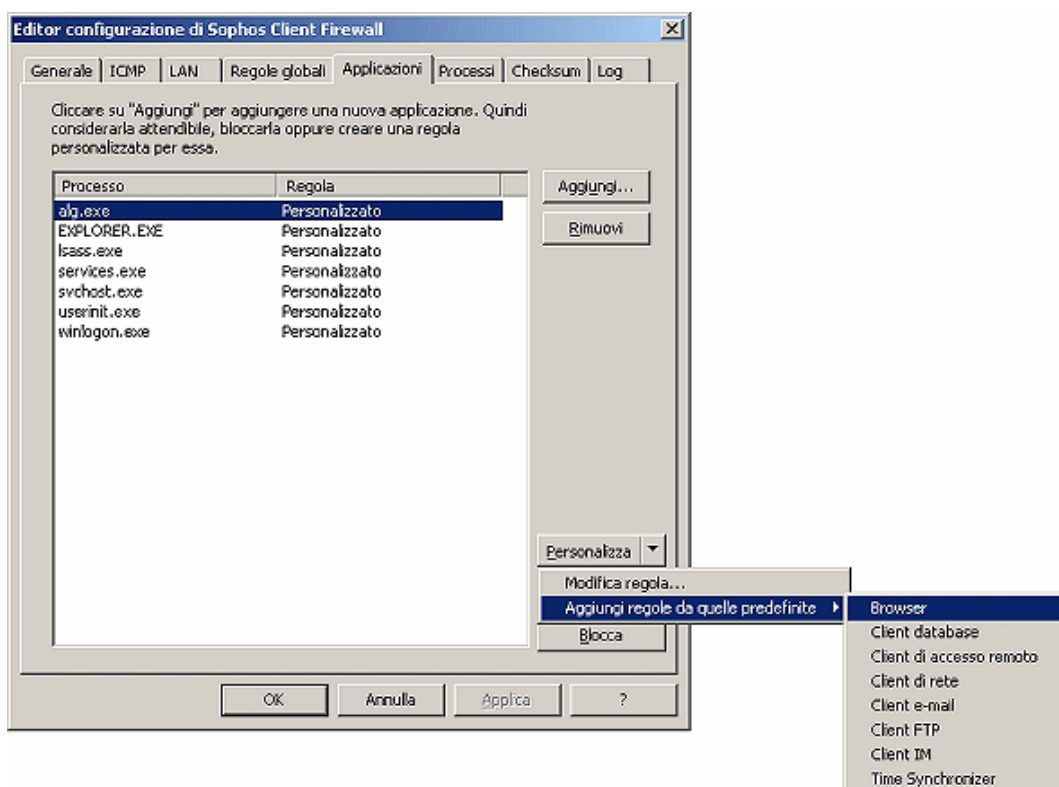 Editor configurazione di Sophos Client Firewall
Generale ICMP LAN Regole globali Applicazioni Processi Checksum Log
Cliccare su "Aggiungi" per aggiungere una nuova applicazione. Quindi
considerarla attendibile, bloccarla oppure creare una regola
personalizzata per essa.
Processo Regola
Aggiungi...
alg.exe Personalizzato
Rimuovi
EXPLORER.EXE Personalizzato
lsass.exe Personalizzato
services.exe Personalizzato
svchost.exe Personalizzato
userinit.exe Personalizzato
winlogon.exe Personalizzato
Personalizza
Modifica regola...
Aggiungi regole da quelle predefinite
Blocca
Browser
Client database
Client di accesso remoto
Client di rete
Client e-mail
Client FTP
Client IM
Time Synchronizer
OK Annulla Applica ?